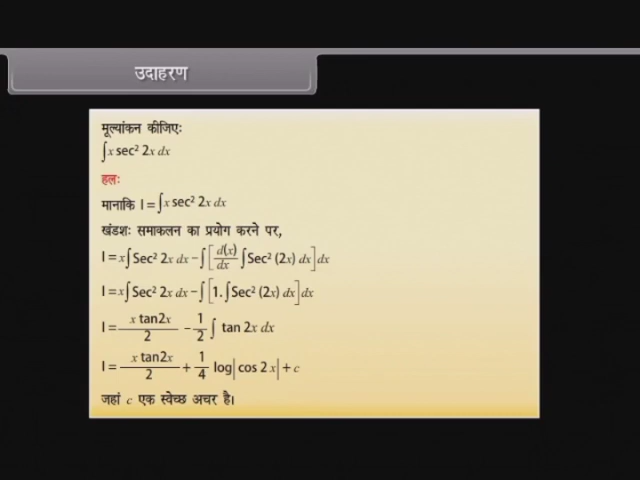 उदाहरण
मूल्यांकन कीजिएः
∫x sec² 2x dx
हलः
मानाकि I = ∫x sec² 2x dx
खंडशः समाकलन का प्रयोग करने पर,
I = x∫Sec² 2x dx − ∫[d(x)/dx ∫Sec² (2x) dx]dx
I = x∫Sec² 2x dx − ∫[1.∫Sec² (2x) dx]dx
I = x tan2x/2 − 1/2 ∫ tan 2x dx
I = x tan2x/2 + 1/4 log|cos 2x| + c
जहां c एक स्वेच्छ अचर है।